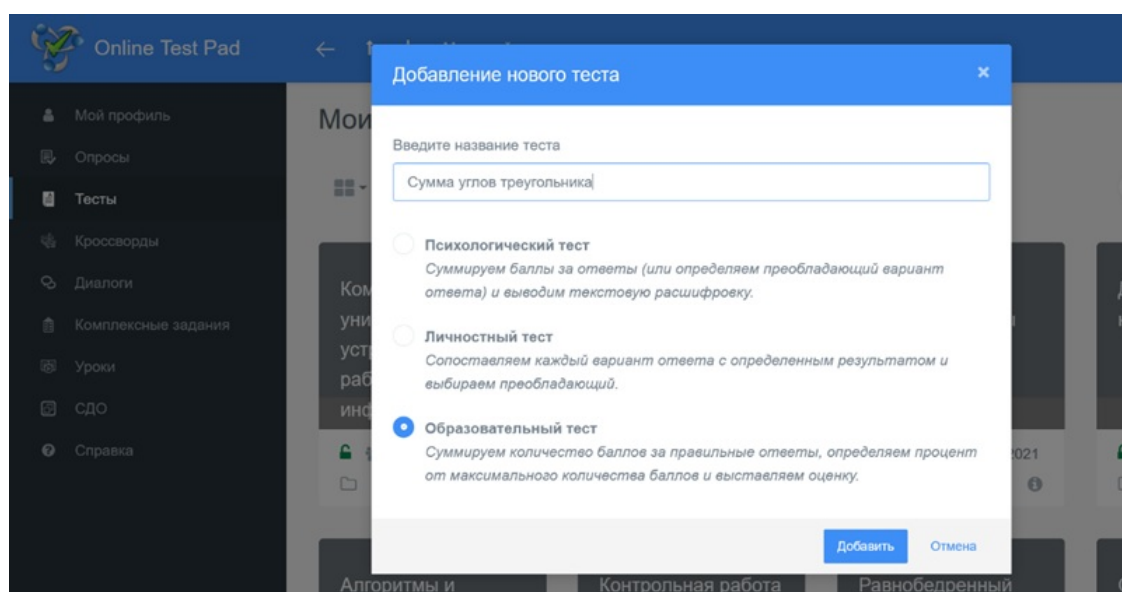 Online Test Pad
Добавление нового теста
Мой профиль
Опросы
Тесты
Кроссворды
Диалоги
Комплексные задания
Уроки
СДО
Справка
Мои
Введите название теста
Сумма углов треугольника
Психологический тест
Суммируем баллы за ответы (или определяем преобладающий вариант
ответа) и выводим текстовую расшифровку.
Личностный тест
Сопоставляем каждый вариант ответа с определенным результатом и
выбираем преобладающий.
Образовательный тест
Суммируем количество баллов за правильные ответы, определяем процент
от максимального количества баллов и выставляем оценку.
Добавить Отмена
Алгоритмы и
Контрольная работа
Равнобедренный